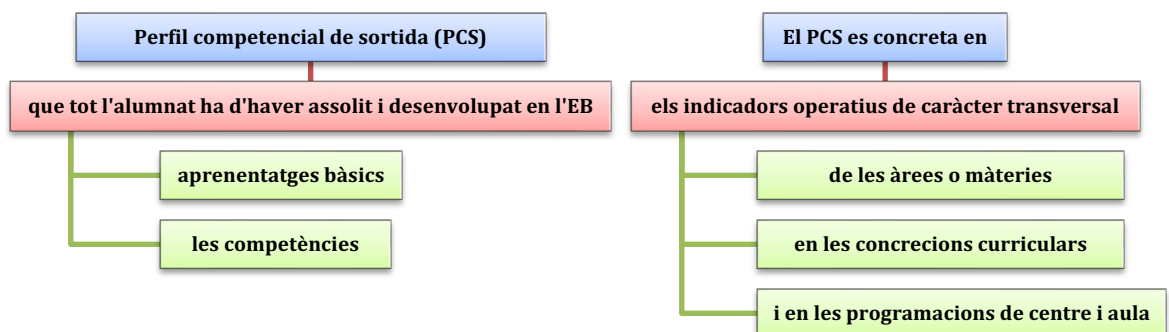 Perfil competencial de sortida (PCS)
que tot l'alumnat ha d'haver assolit i desenvolupat en l'EB
aprenentatges bàsics
les competències
El PCS es concreta en
els indicadors operatius de caràcter transversal
de les àrees o màteries
en les concrecions curriculars
i en les programacions de centre i aula